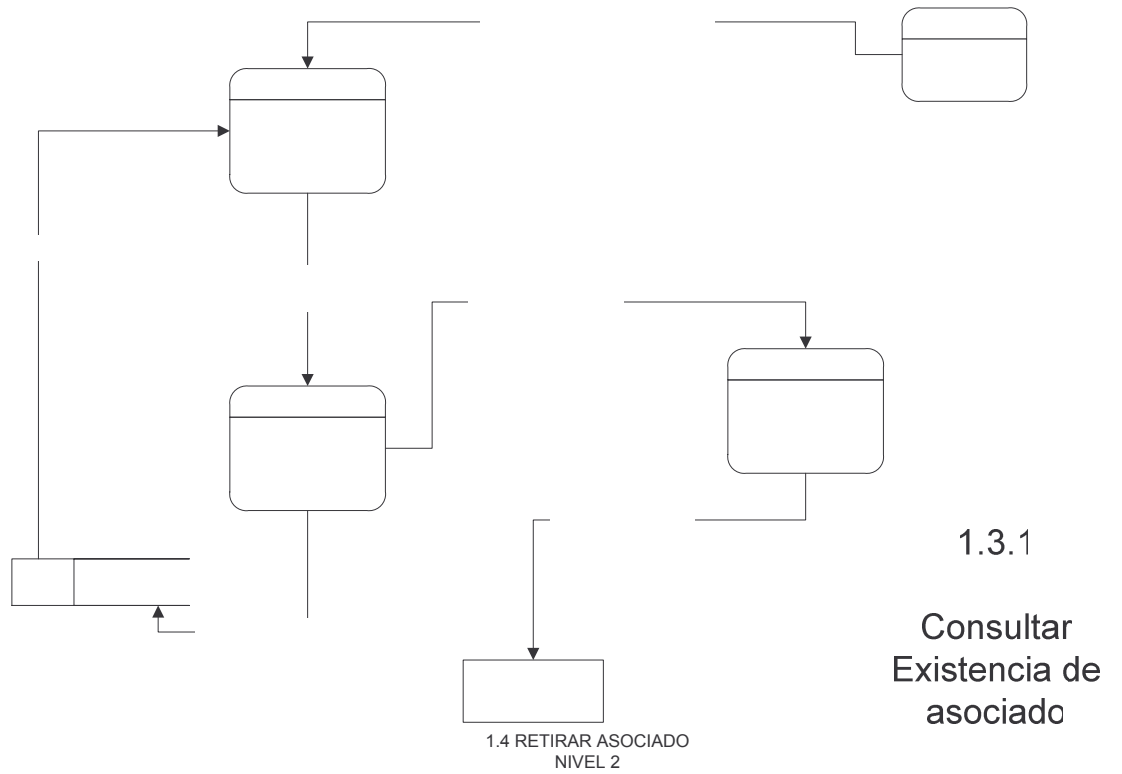 1.3.1
Consultar
Existencia de
asociado
1.4 RETIRAR ASOCIADO
NIVEL 2